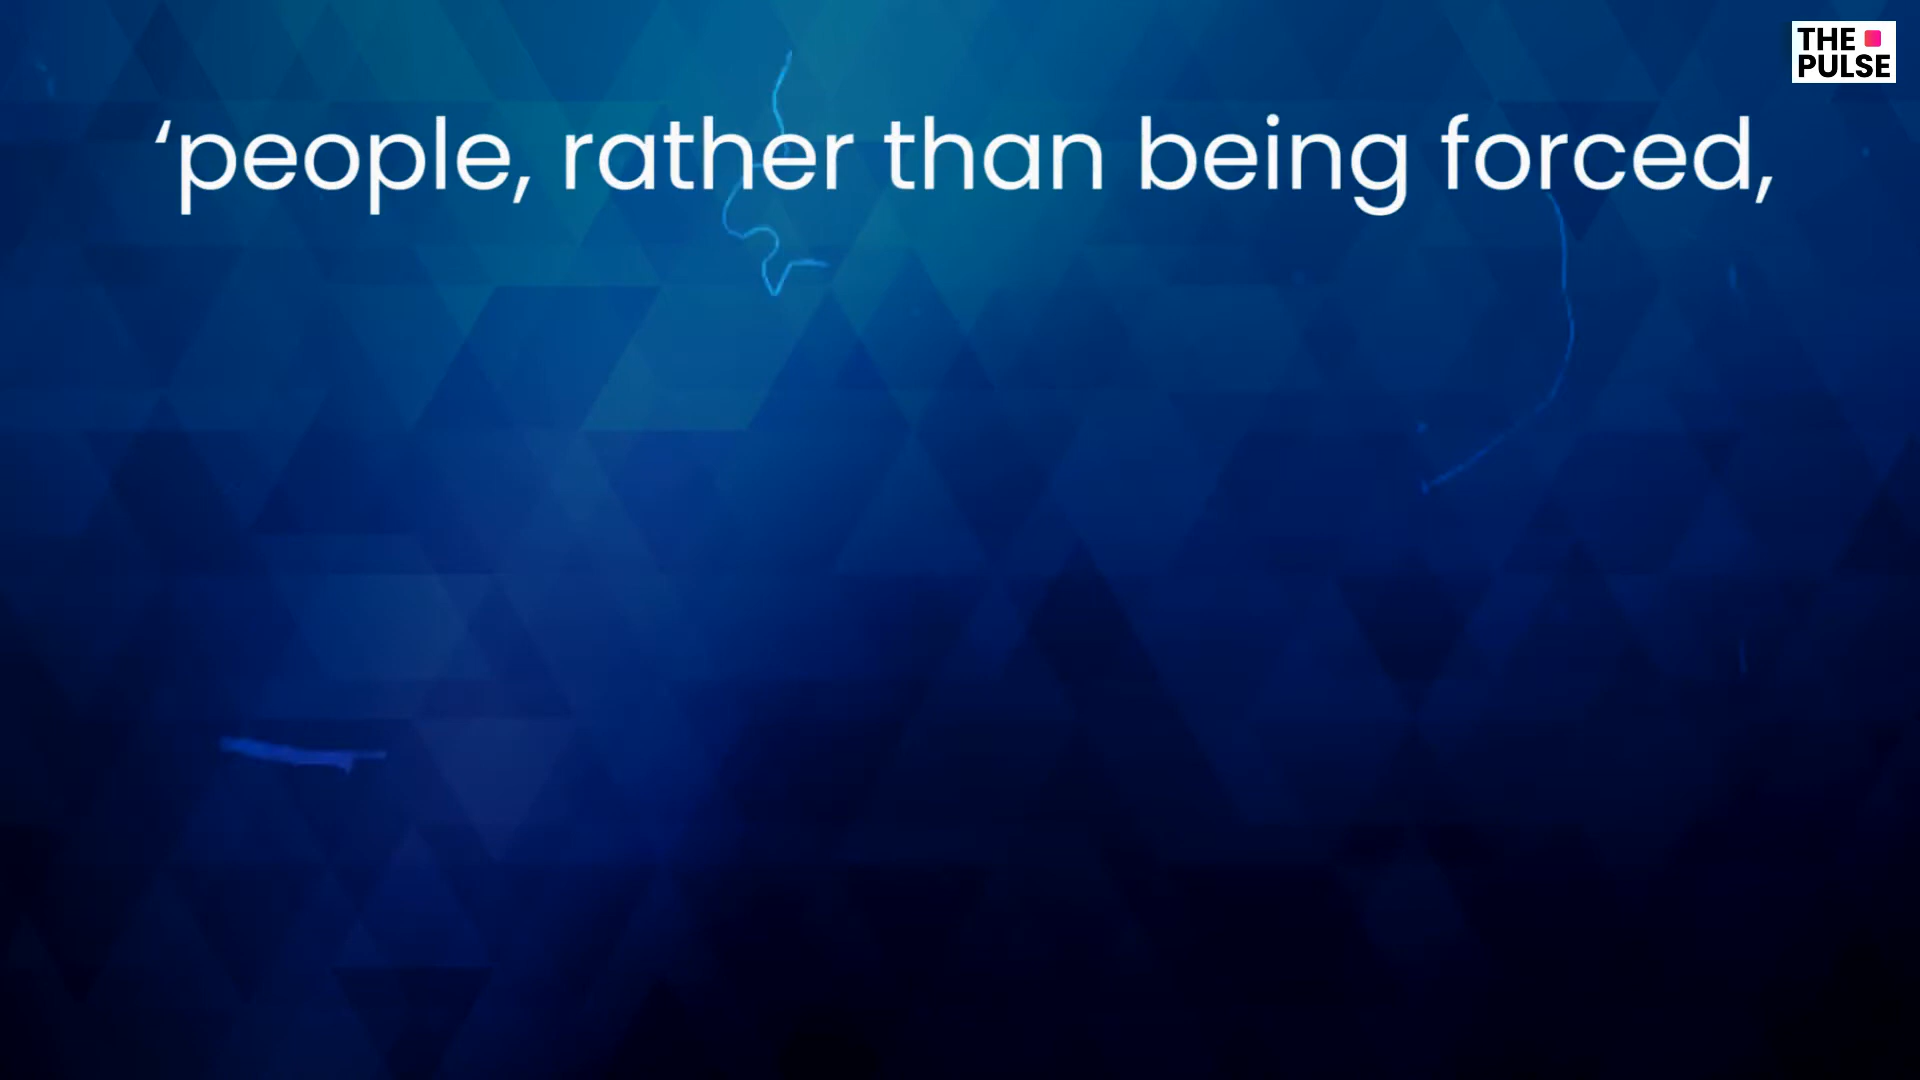 THE
PULSE
‘people, rather than being forced,